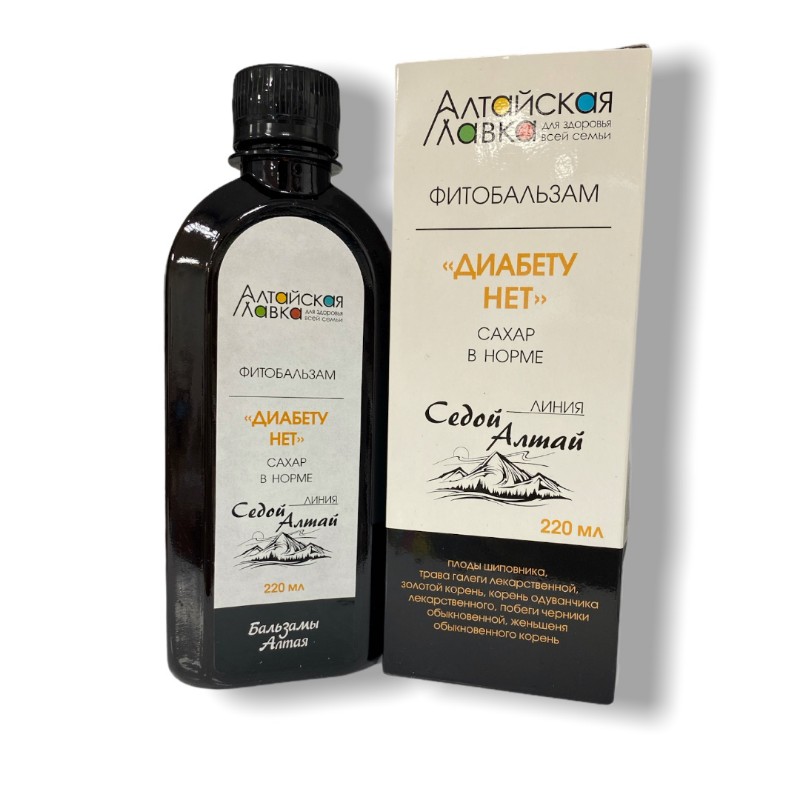 Алтайская
Лавка
для здоровья
всей семьи
ФИТОБАЛЬЗАМ
«ДИАБЕТУ
НЕТ»
САХАР
В НОРМЕ
ЛИНИЯ
Седой
Алтай
220 мл
Бальзамы
Алтая
Алтайская
Лавка
для здоровья
всей семьи
ФИТОБАЛЬЗАМ
«ДИАБЕТУ
НЕТ»
САХАР
В НОРМЕ
ЛИНИЯ
Седой
Алтай
220 мл
плоды шиповника,
трава галеги лекарственной,
золотой корень, корень одуванчика
лекарственного, побеги черники
обыкновенной, женьшеня
обыкновенного корень